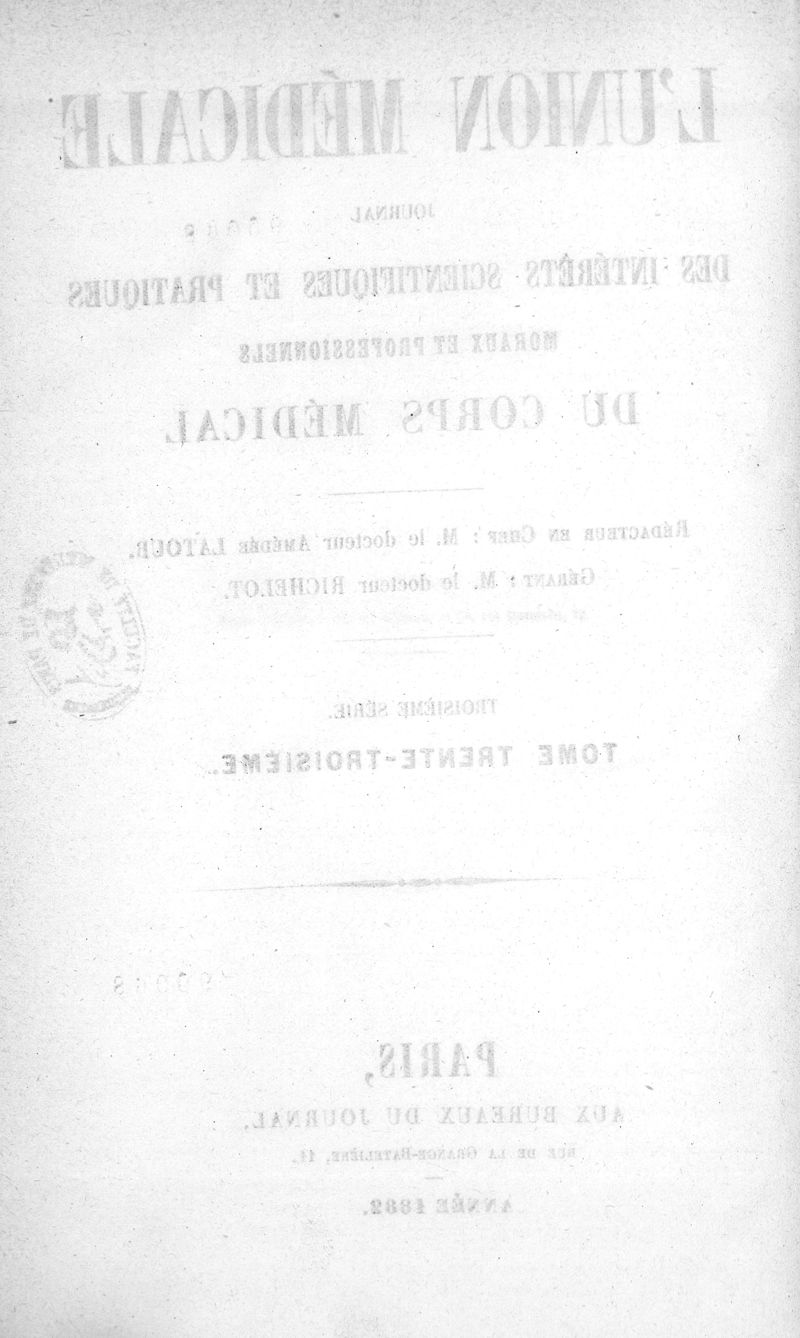 L'UNION MÉDICALE
JOURNAL
DES INTÉRÊTS SCIENTIFIQUES ET PRATIQUES
MORAUX ET PROFESSIONNELS
DU CORPS MÉDICAL
RÉDACTEUR EN CHEF : M. le docteur AMÉDÉE LATOUR.
GÉRANT : M. le docteur RICHELOT.
TROISIÈME SÉRIE.
TOME TRENTE-TROISIÈME.
PARIS,
AUX BUREAUX DU JOURNAL,
RUE DE LA GRANGE-BATELIÈRE, 11.
ANNÉE 1882.